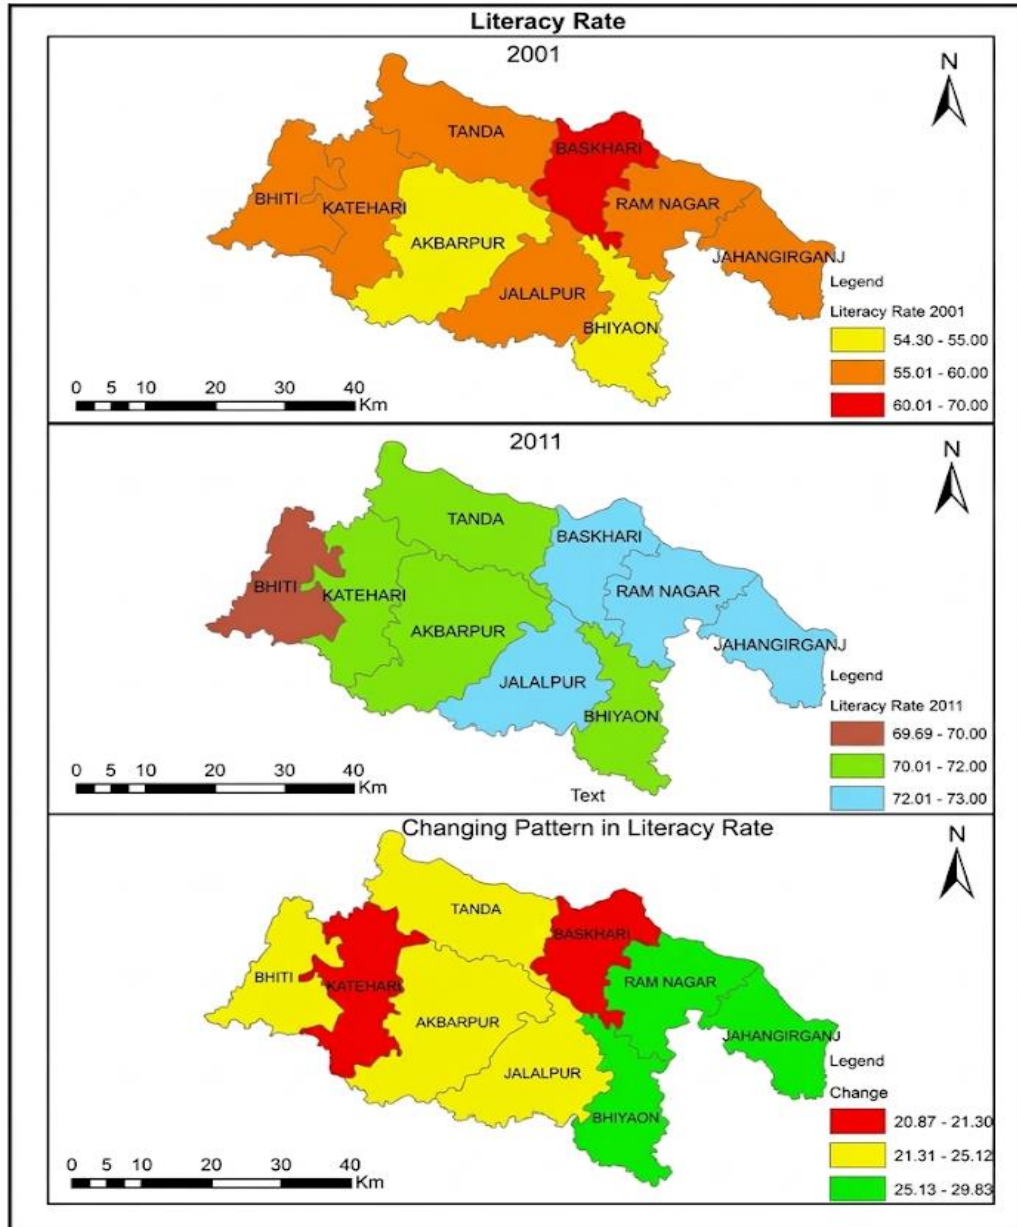 Literacy Rate
2001
N
TANDA
BASKHARI
BHITI
KATEHARI
RAM NAGAR
AKBARPUR
JAHANGIRGANJ
JALALPUR
BHIYAON
Legend
Literacy Rate 2001
54.30 - 55.00
55.01 - 60.00
60.01 - 70.00
0 5 10 20 30 40
Km
2011
N
TANDA
BASKHARI
BHITI
KATEHARI
RAM NAGAR
AKBARPUR
JAHANGIRGANJ
JALALPUR
BHIYAON
Legend
Literacy Rate 2011
69.69 - 70.00
70.01 - 72.00
72.01 - 73.00
0 5 10 20 30 40
Km
Text
Changing Pattern in Literacy Rate
N
TANDA
BASKHARI
BHITI
KATEHARI
RAM NAGAR
AKBARPUR
JAHANGIRGANJ
JALALPUR
BHIYAON
Legend
Change
20.87 - 21.30
21.31 - 25.12
25.13 - 29.83
0 5 10 20 30 40
Km